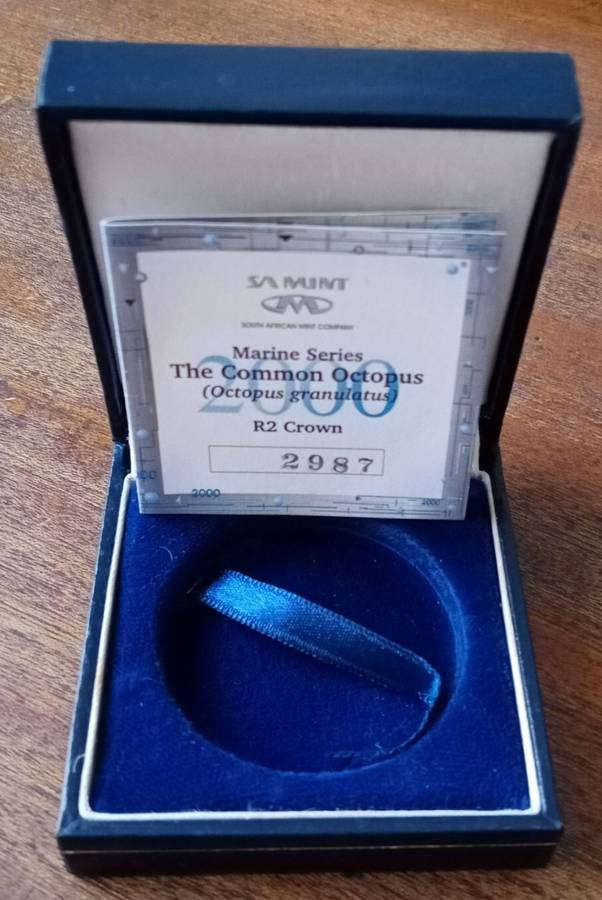 SA MINT
SOUTH AFRICAN MINT COMPANY
Marine Series
The Common Octopus
2000
(Octopus granulatus)
R2 Crown
2987
2000
2000